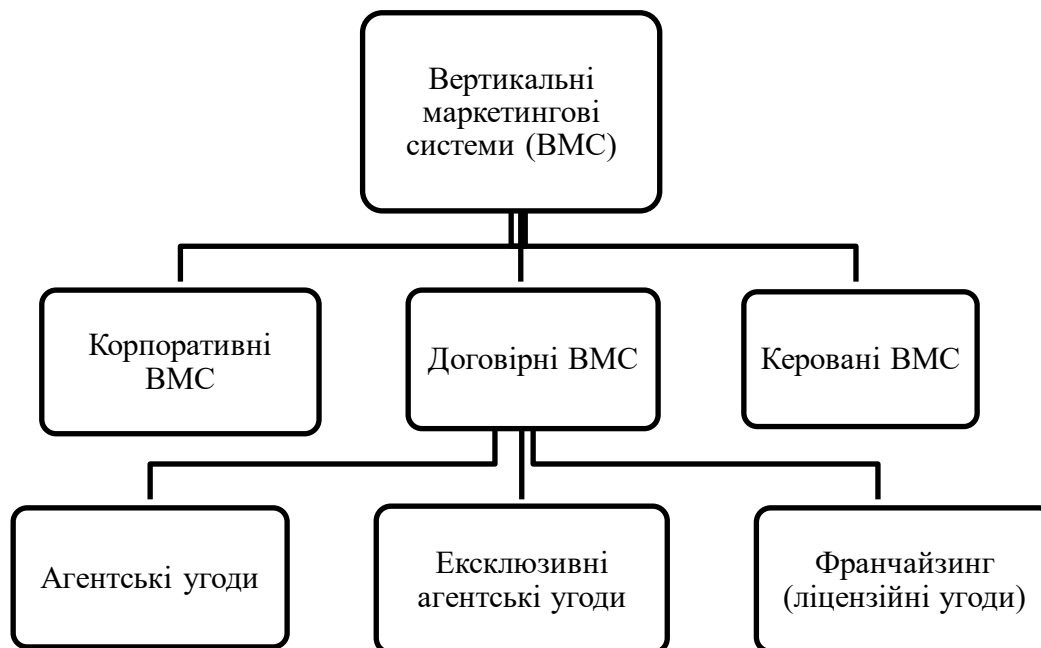 Вертикальні
маркетингові
системи (ВМС)
Корпоративні
ВМС
Договірні ВМС
Керовані ВМС
Агентські угоди
Ексклюзивні
агентські угоди
Франчайзинг
(ліцензійні угоди)